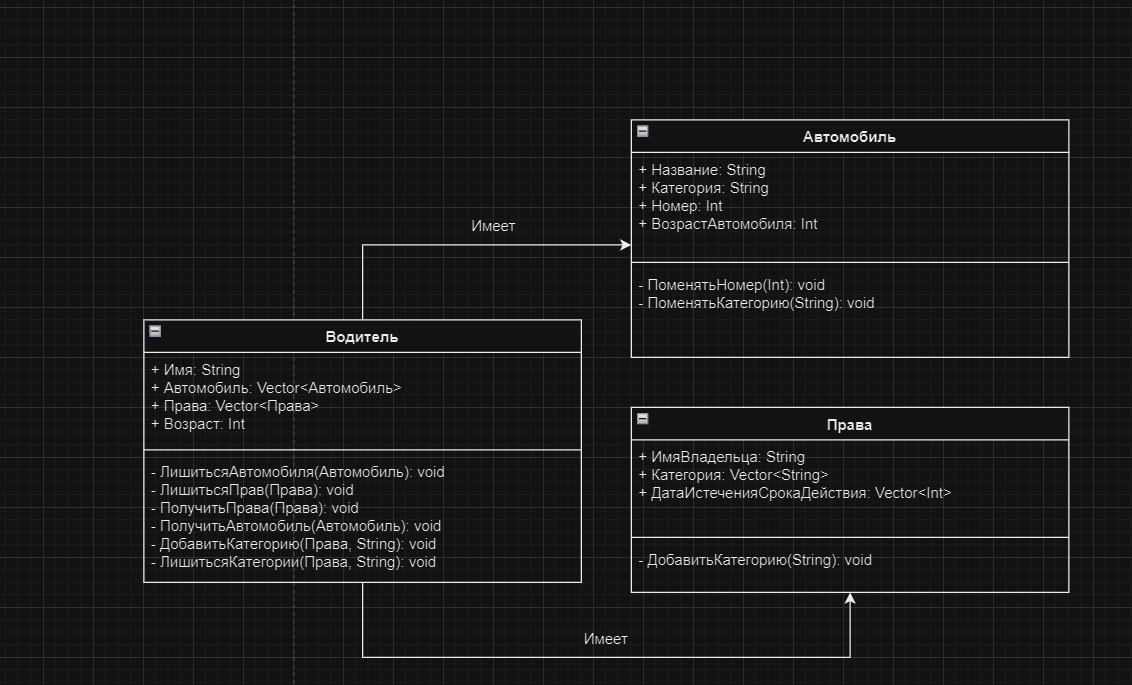 Автомобиль
+ Название: String
+ Категория: String
+ Номер: Int
+ ВозрастАвтомобиля: Int
- ПоменятьНомер(Int): void
- ПоменятьКатегорию(String): void
Имеет
Водитель
+ Имя: String
+ Автомобиль: Vector<Автомобиль>
+ Права: Vector<Права>
+ Возраст: Int
- ЛишитьсяАвтомобиля(Автомобиль): void
- ЛишитьсяПрав(Права): void
- ПолучитьПрава(Права): void
- ПолучитьАвтомобиль(Автомобиль): void
- ДобавитьКатегорию(Права, String): void
- ЛишитьсяКатегории(Права, String): void
Права
+ ИмяВладельца: String
+ Категория: Vector<String>
+ ДатаИстеченияСрокаДействия: Vector<Int>
- ДобавитьКатегорию(String): void
Имеет